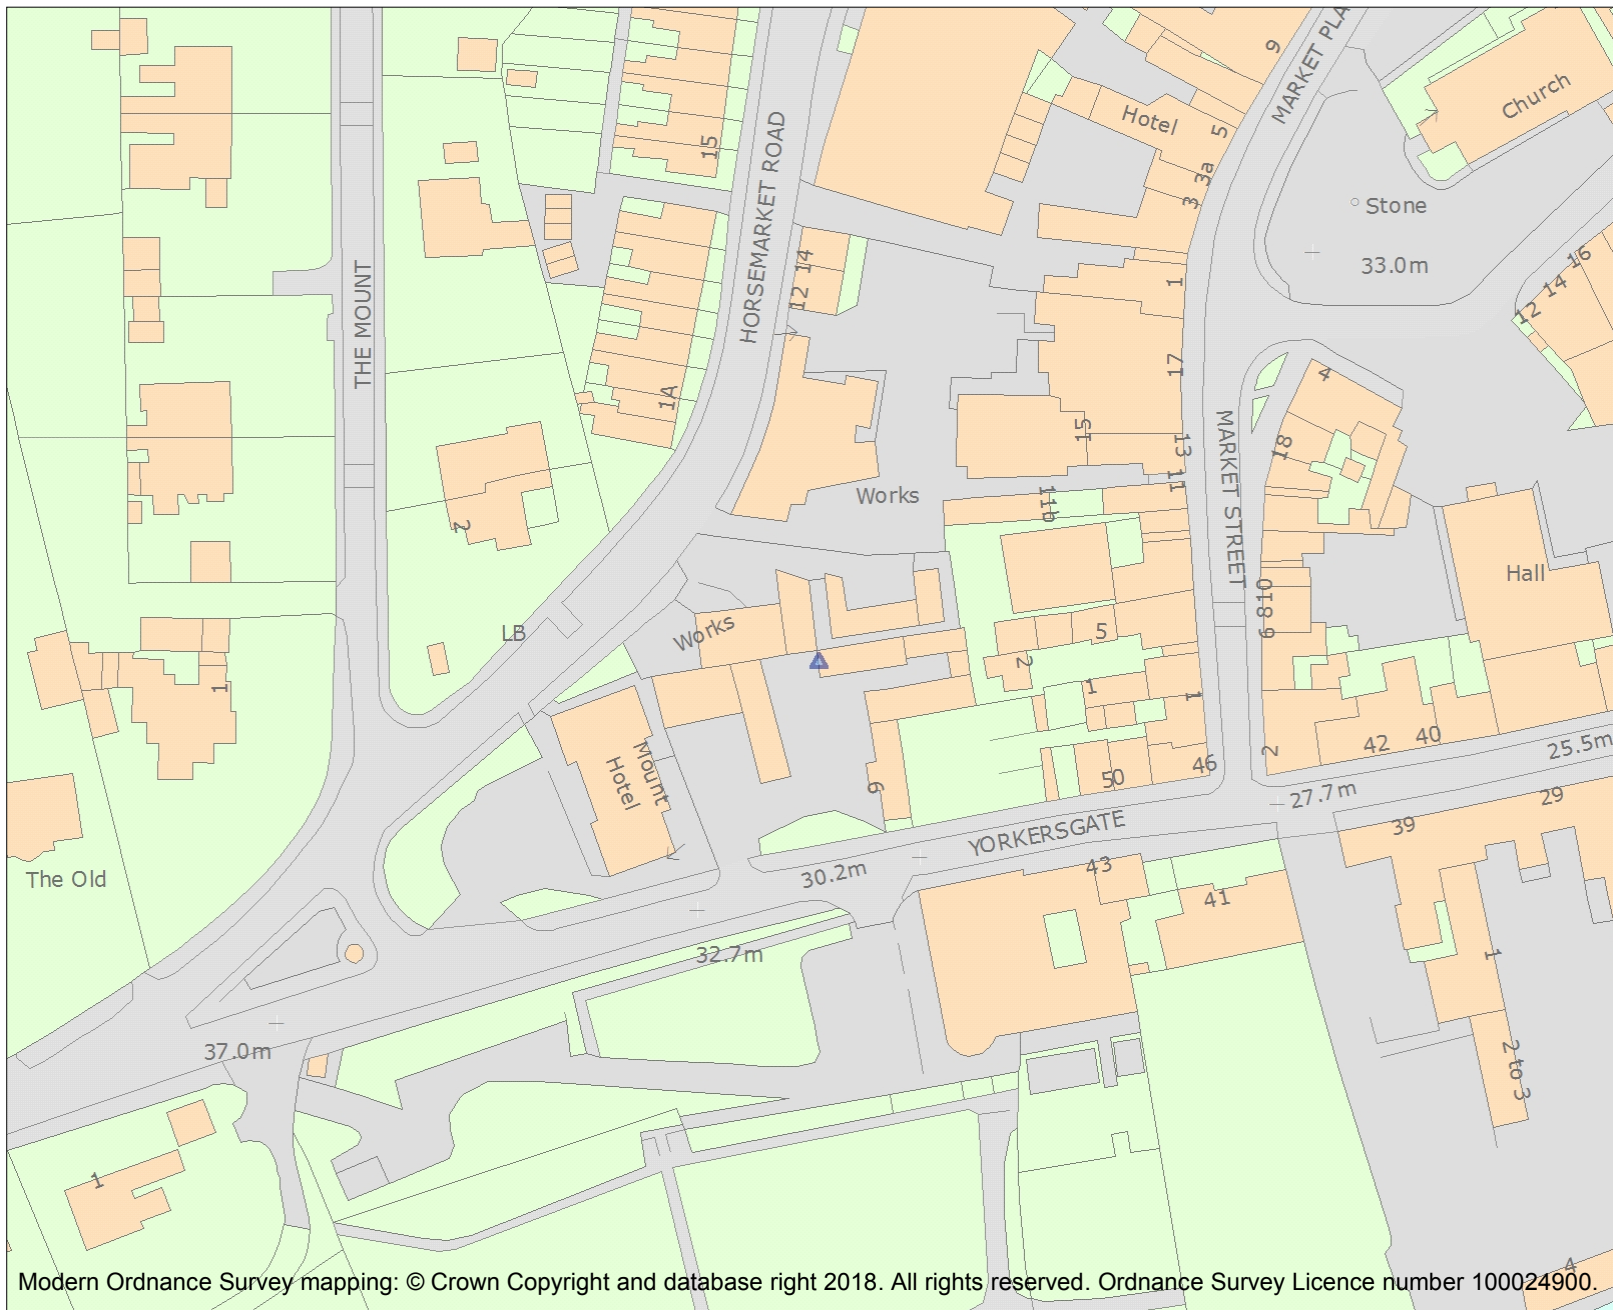 9
MARKET PLA
Church
Hotel
5
15
3a
3
Stone
HORSEMARKET ROAD
14
12
16
14
12
33.0m
1
THE MOUNT
17
4
1A
15
13
11
18
MARKET STREET
Works
11b
2
Hall
10
8
6
LB
Works
5
2
1
1
1
Mount
Hotel
9
50
46
2
42
40
25.5m
27.7m
29
39
YORKERSGATE
30.2m
43
41
The Old
32.7m
1
37.0m
2 to 3
1
4
Modern Ordnance Survey mapping: © Crown Copyright and database right 2018. All rights reserved. Ordnance Survey Licence number 100024900.